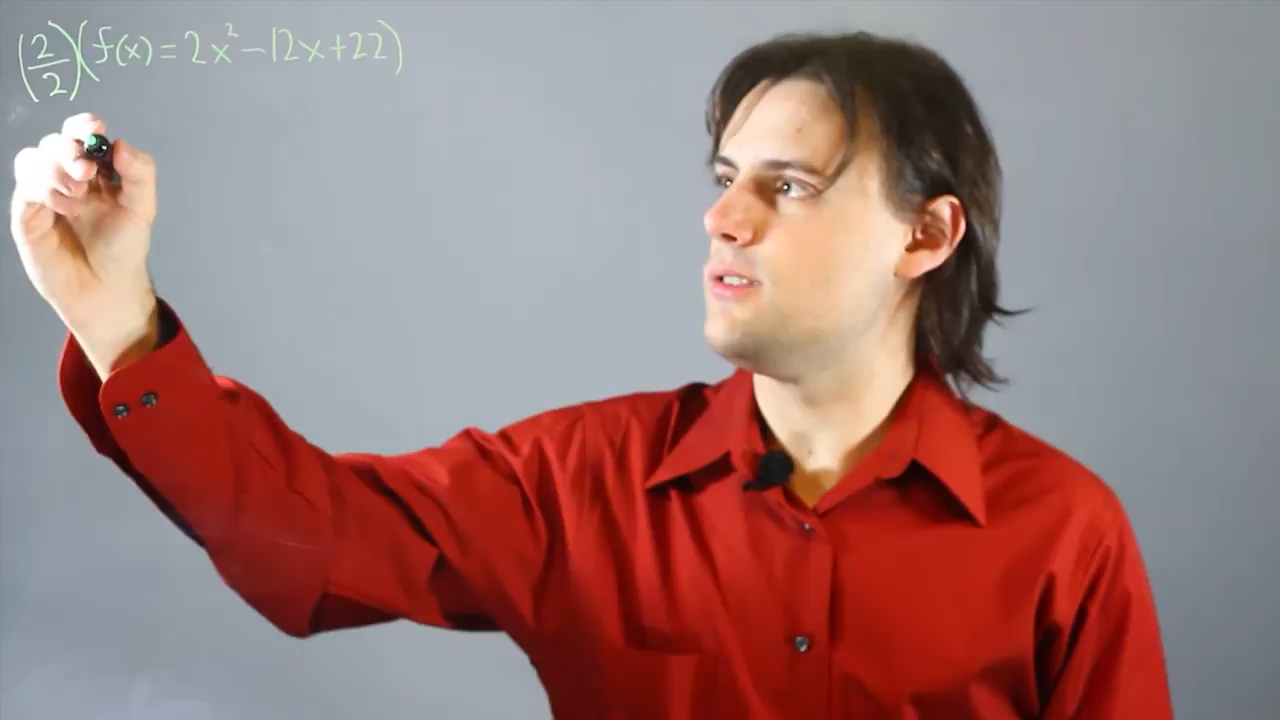 (2/2)(f(x) = 2x² - 12x + 22)